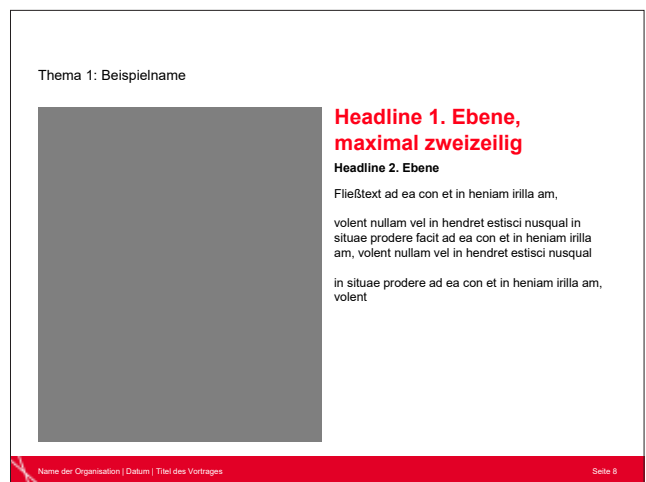 Thema 1: Beispielname
Headline 1. Ebene,
maximal zweizeilig
Headline 2. Ebene
Fließtext ad ea con et in heniam irilla am,
volent nullam vel in hendret estisci nusqual in
situae prodere facit ad ea con et in heniam irilla
am, volent nullam vel in hendret estisci nusqual
in situae prodere ad ea con et in heniam irilla am,
volent
Name der Organisation | Datum | Titel des Vortrages
Seite 8